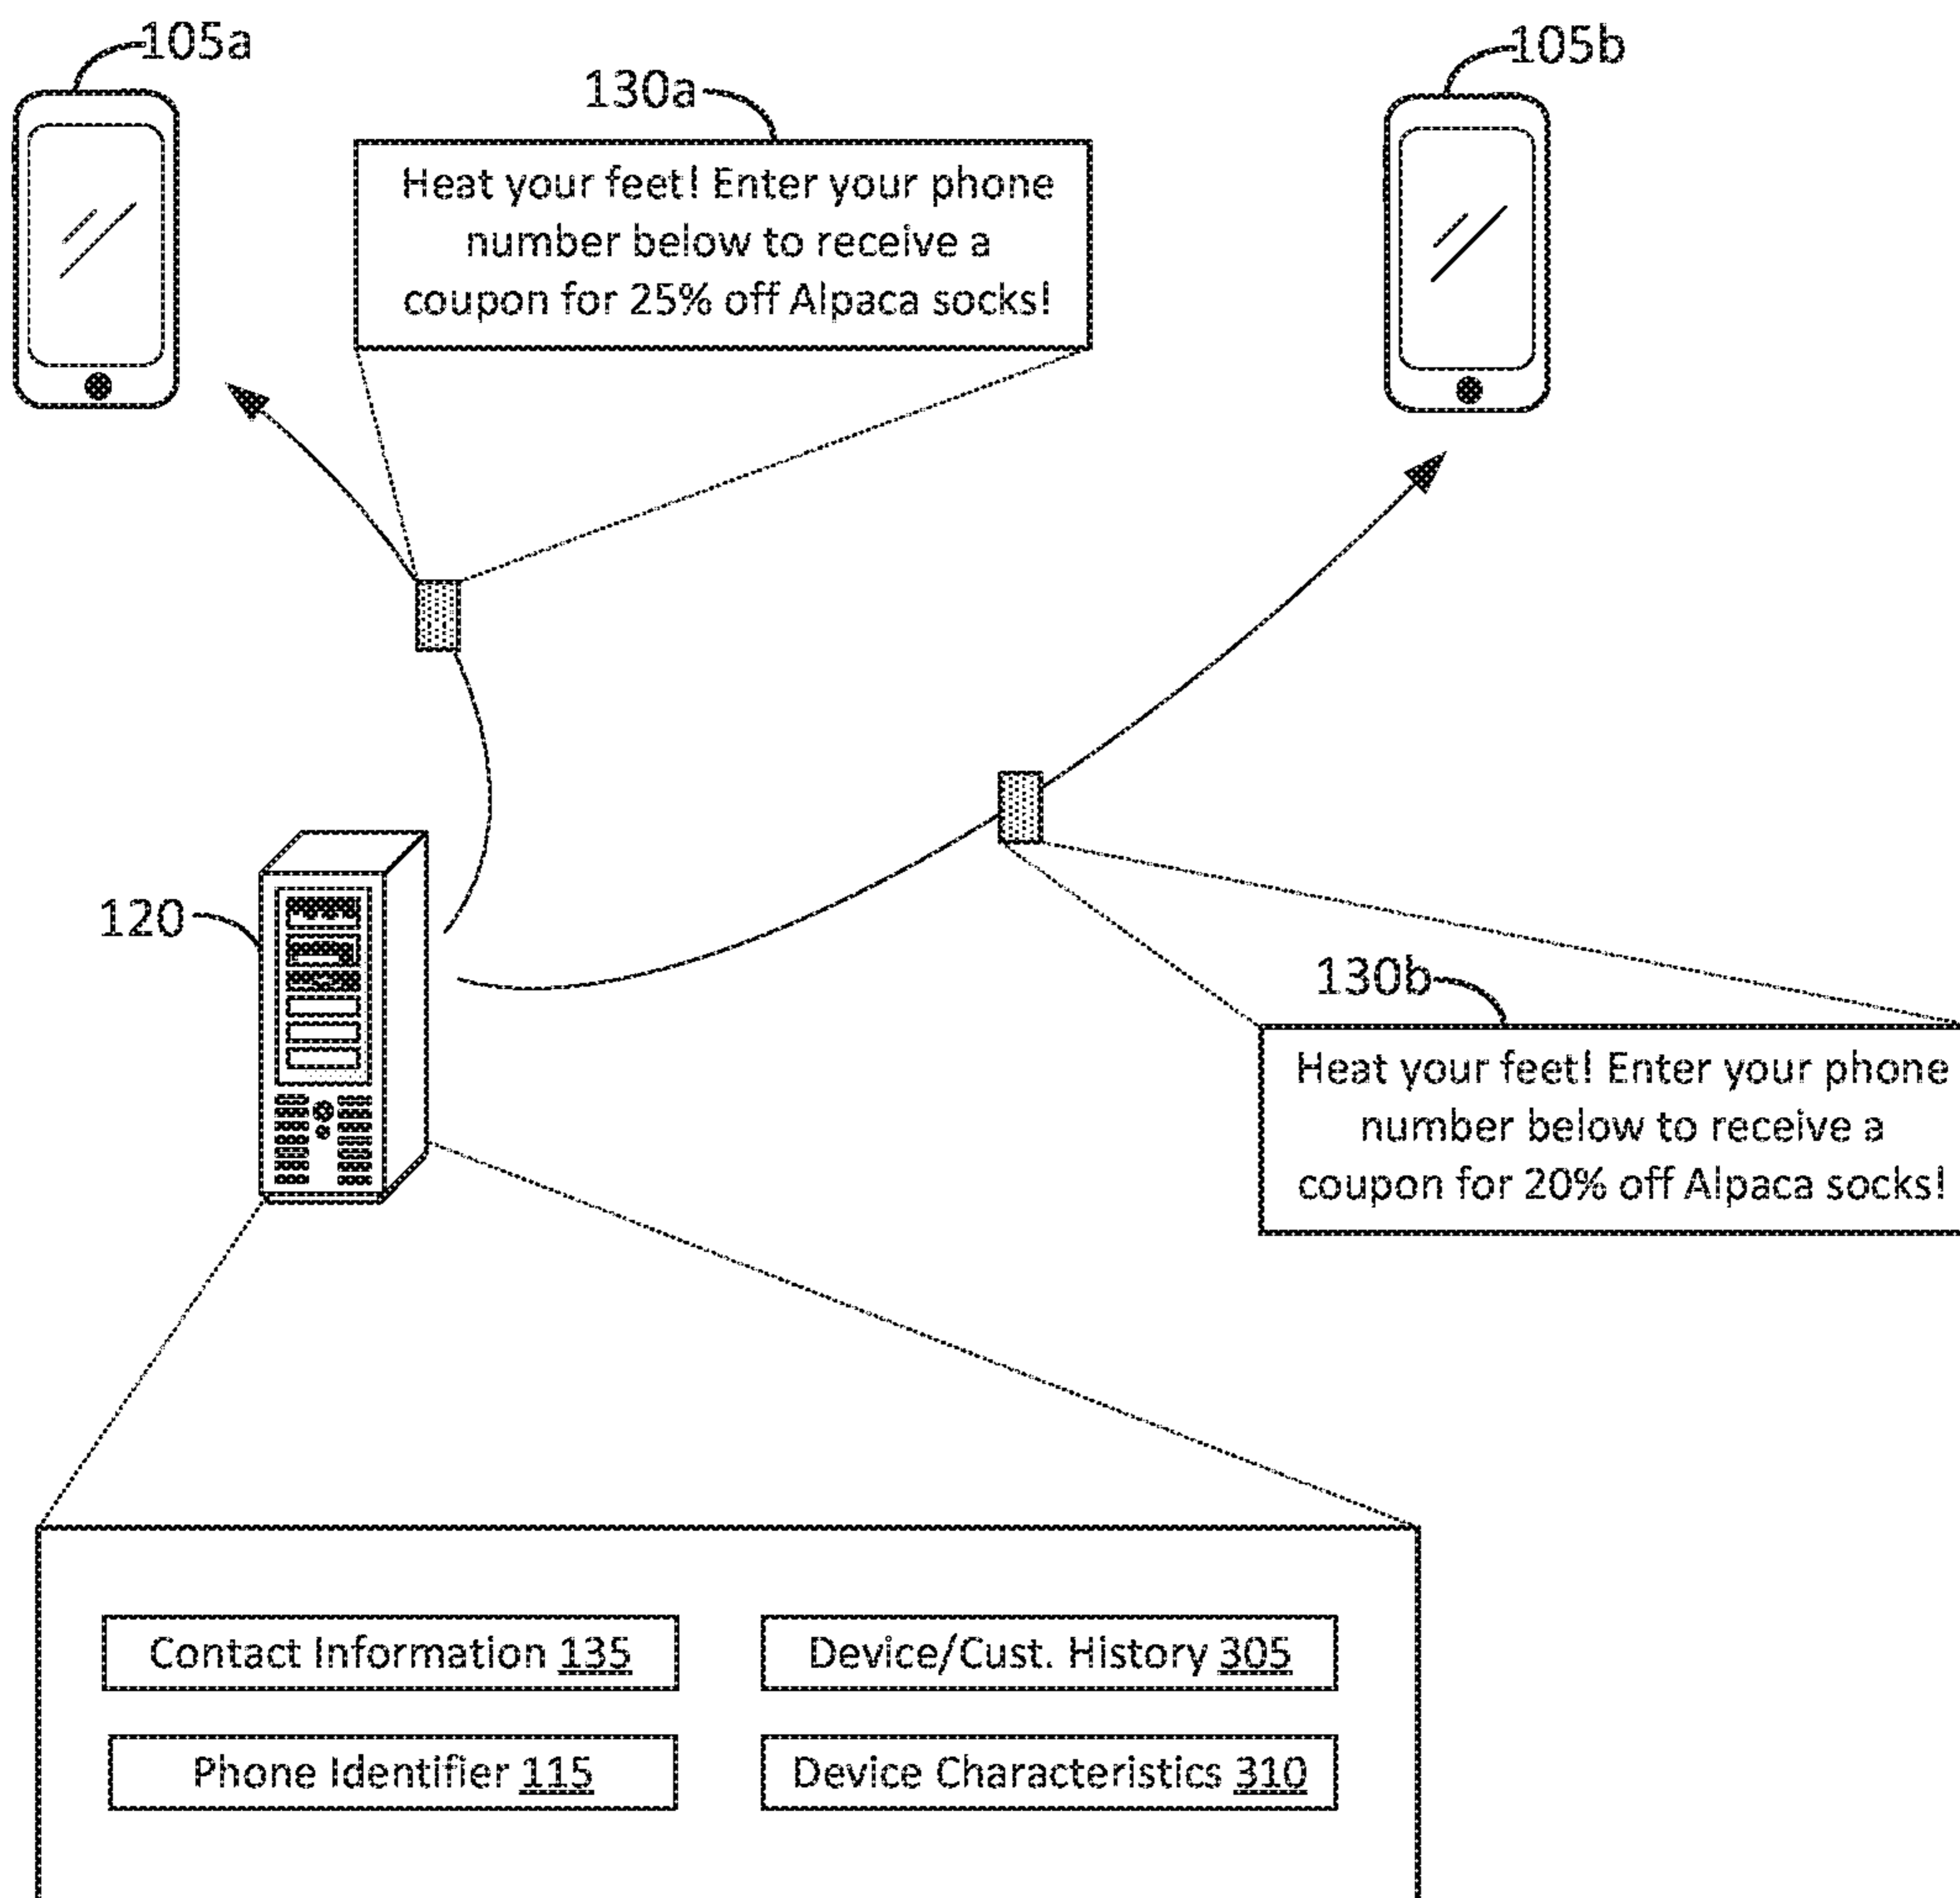 105a
105b
130a
Heat your feet! Enter your phone
number below to receive a
coupon for 25% off Alpaca socks!
120
130b
Heat your feet! Enter your phone
number below to receive a
coupon for 20% off Alpaca socks!
Contact Information 135
Device/Cust. History 305
Phone Identifier 115
Device Characteristics 310